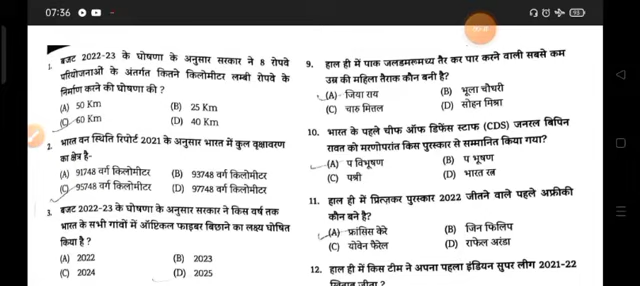 07:36
93
00:18
1. बजट 2022-23 के घोषणा के अनुसार सरकार ने 8 रोपवे
परियोजनाओं के अंतर्गत कितने किलोमीटर लम्बी रोपवे के
निर्माण करने की घोषणा की ?
(A) 50 Km (B) 25 Km
(C) 60 Km (D) 40 Km
2. भारत वन स्थिति रिपोर्ट 2021 के अनुसार भारत में कुल वृक्षावरण
का क्षेत्र है-
(A) 91748 वर्ग किलोमीटर (B) 93748 वर्ग किलोमीटर
(C) 95748 वर्ग किलोमीटर (D) 97748 वर्ग किलोमीटर
3. बजट 2022-23 के घोषणा के अनुसार सरकार ने किस वर्ष तक
भारत के सभी गांवों में ऑप्टिकल फाइबर बिछाने का लक्ष्य घोषित
किया है ?
(A) 2022 (B) 2023
(C) 2024 (D) 2025
9. हाल ही में पाक जलडमरूमध्य तैर कर पार करने वाली सबसे कम
उम्र की महिला तैराक कौन बनी है?
(A) जिया राय (B) भूला चौधरी
(C) चारु मित्तल (D) सोहन मिश्रा
10. भारत के पहले चीफ ऑफ डिफेंस स्टाफ (CDS) जनरल बिपिन
रावत को मरणोपरांत किस पुरस्कार से सम्मानित किया गया?
(A) प विभूषण (B) प भूषण
(C) पश्री (D) भारत रत्न
11. हाल ही में प्रित्ज़कर पुरस्कार 2022 जीतने वाले पहले अफ्रीकी
कौन बने है?
(A) फ्रांसिस केरे (B) जिन फिलिप
(C) योवेन फैरेल (D) राफेल अरंडा
12. हाल ही में किस टीम ने अपना पहला इंडियन सुपर लीग 2021-22
खिताब जीता ?